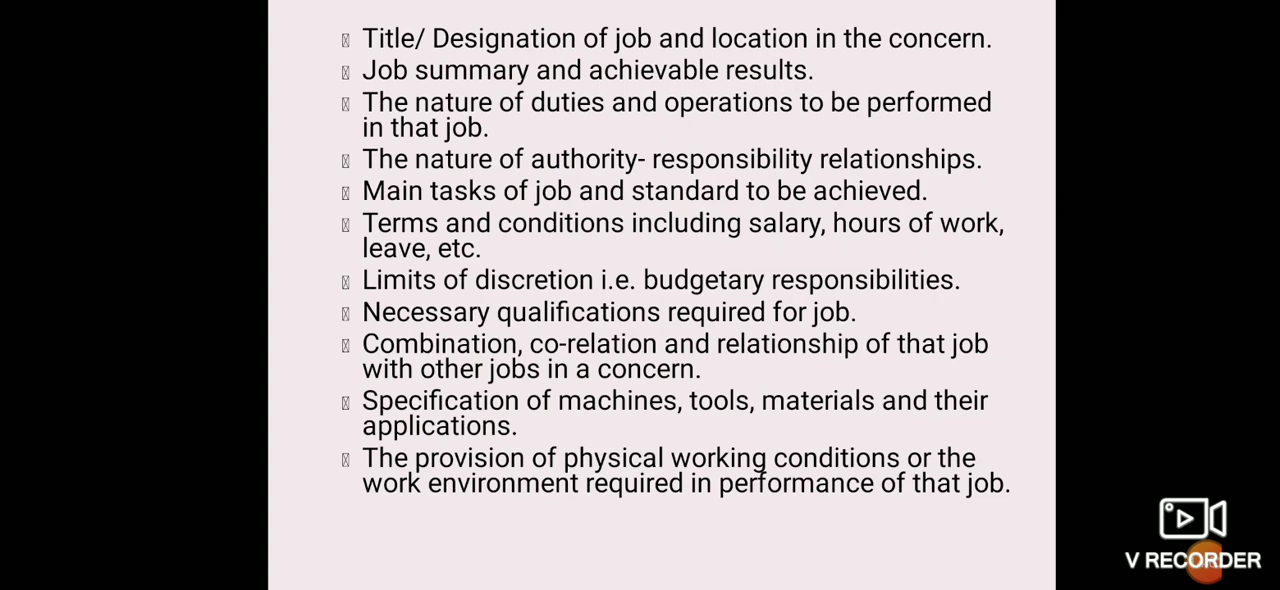 Title/ Designation of job and location in the concern.
Job summary and achievable results.
The nature of duties and operations to be performed
in that job.
The nature of authority- responsibility relationships.
Main tasks of job and standard to be achieved.
Terms and conditions including salary, hours of work,
leave, etc.
Limits of discretion i.e. budgetary responsibilities.
Necessary qualifications required for job.
Combination, co-relation and relationship of that job
with other jobs in a concern.
Specification of machines, tools, materials and their
applications.
The provision of physical working conditions or the
work environment required in performance of that job.
V RECORDER